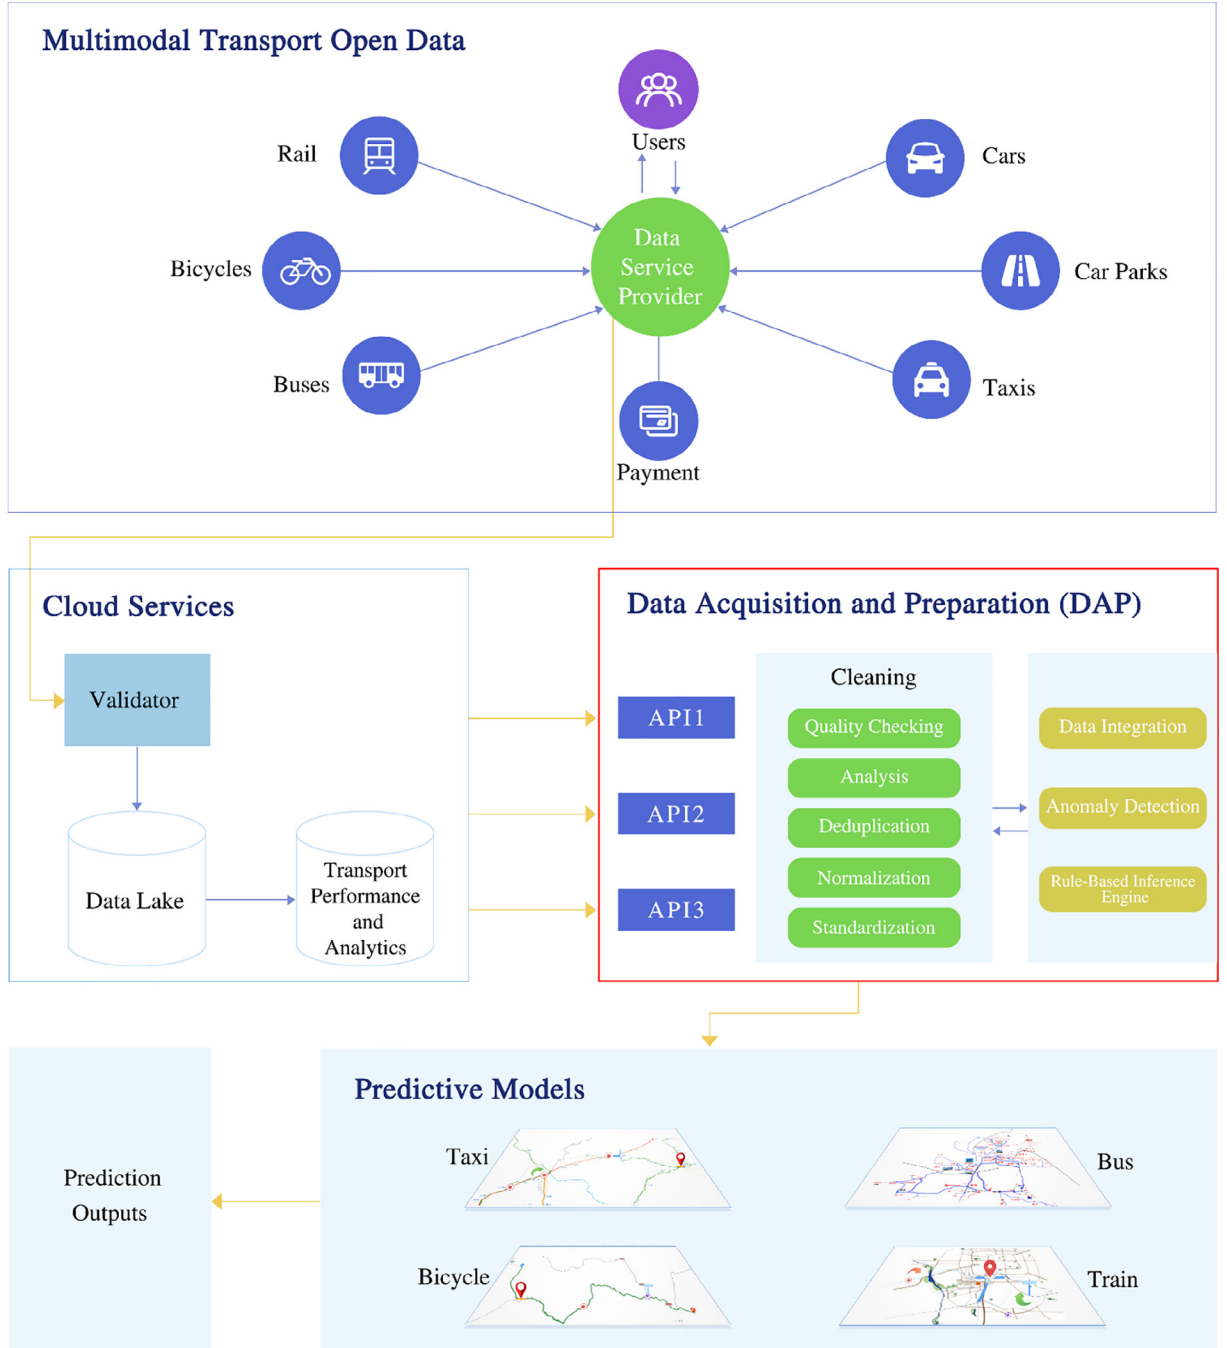 Multimodal Transport Open Data
Users
Rail
Cars
Data
Service
Provider
Bicycles
Car Parks
Buses
Taxis
Payment
Cloud Services
Validator
Data Lake
Transport
Performance
and
Analytics
Data Acquisition and Preparation (DAP)
API1
API2
API3
Cleaning
Quality Checking
Analysis
Deduplication
Normalization
Standardization
Data Integration
Anomaly Detection
Rule-Based Inference
Engine
Prediction
Outputs
Predictive Models
Taxi
Bus
Bicycle
Train